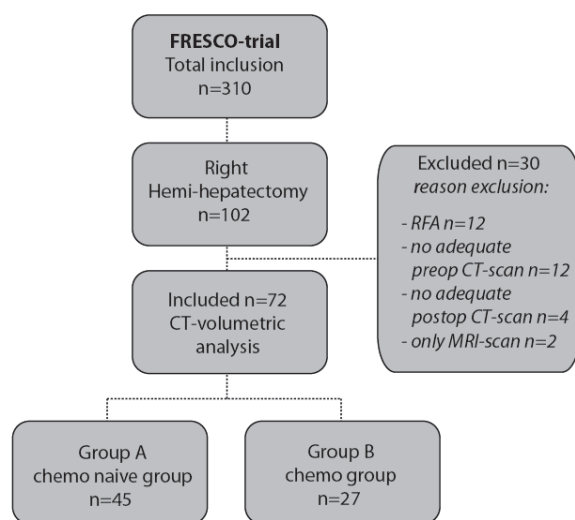 FRESCO-trial
Total inclusion
n=310
Right
Hemi-hepatectomy
n=102
Excluded n=30
reason exclusion:
- RFA n=12
- no adequate
preop CT-scan n=12
- no adequate
postop CT-scan n=4
- only MRI-scan n=2
Included n=72
CT-volumetric
analysis
Group A
chemo naive group
n=45
Group B
chemo group
n=27